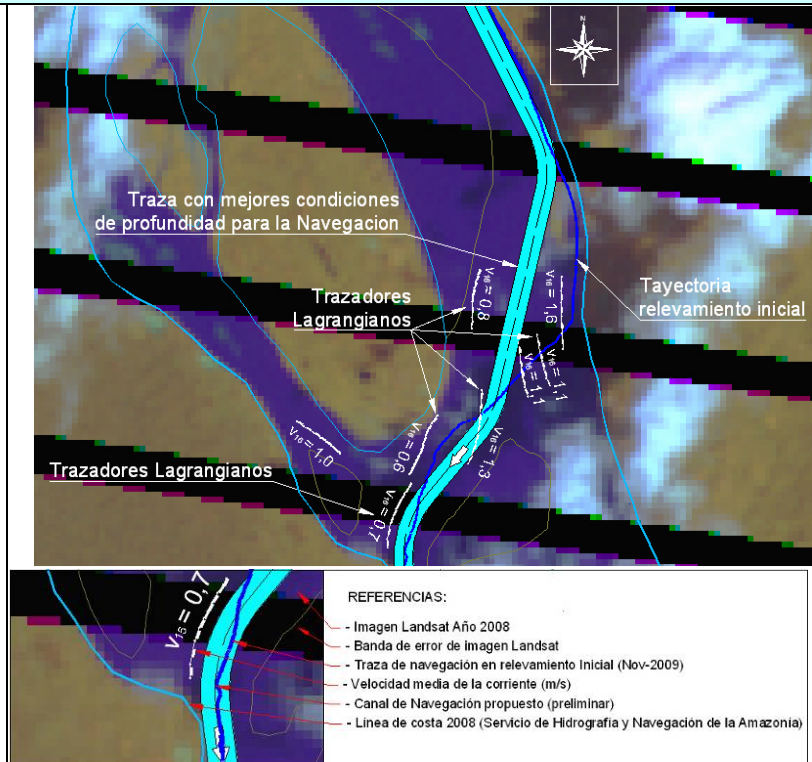 N
Traza con mejores condiciones
de profundidad para la Navegacion
Trazadores
Lagrangianos
V16 = 0,8
V16 = 1,6
Tayectoria
relevamiento inicial
V16 = 1,1
V16 = 1,1
V16 = 1,0
V16 = 0,6
V16 = 1,3
Trazadores Lagrangianos
V16 = 0,7
V16 = 0,7
REFERENCIAS:
- Imagen Landsat Año 2008
- Banda de error de imagen Landsat
- Traza de navegación en relevamiento Inicial (Nov-2009)
- Velocidad media de la corriente (m/s)
- Canal de Navegación propuesto (preliminar)
- Línea de costa 2008 (Servicio de Hidrografía y Navegación de la Amazonía)